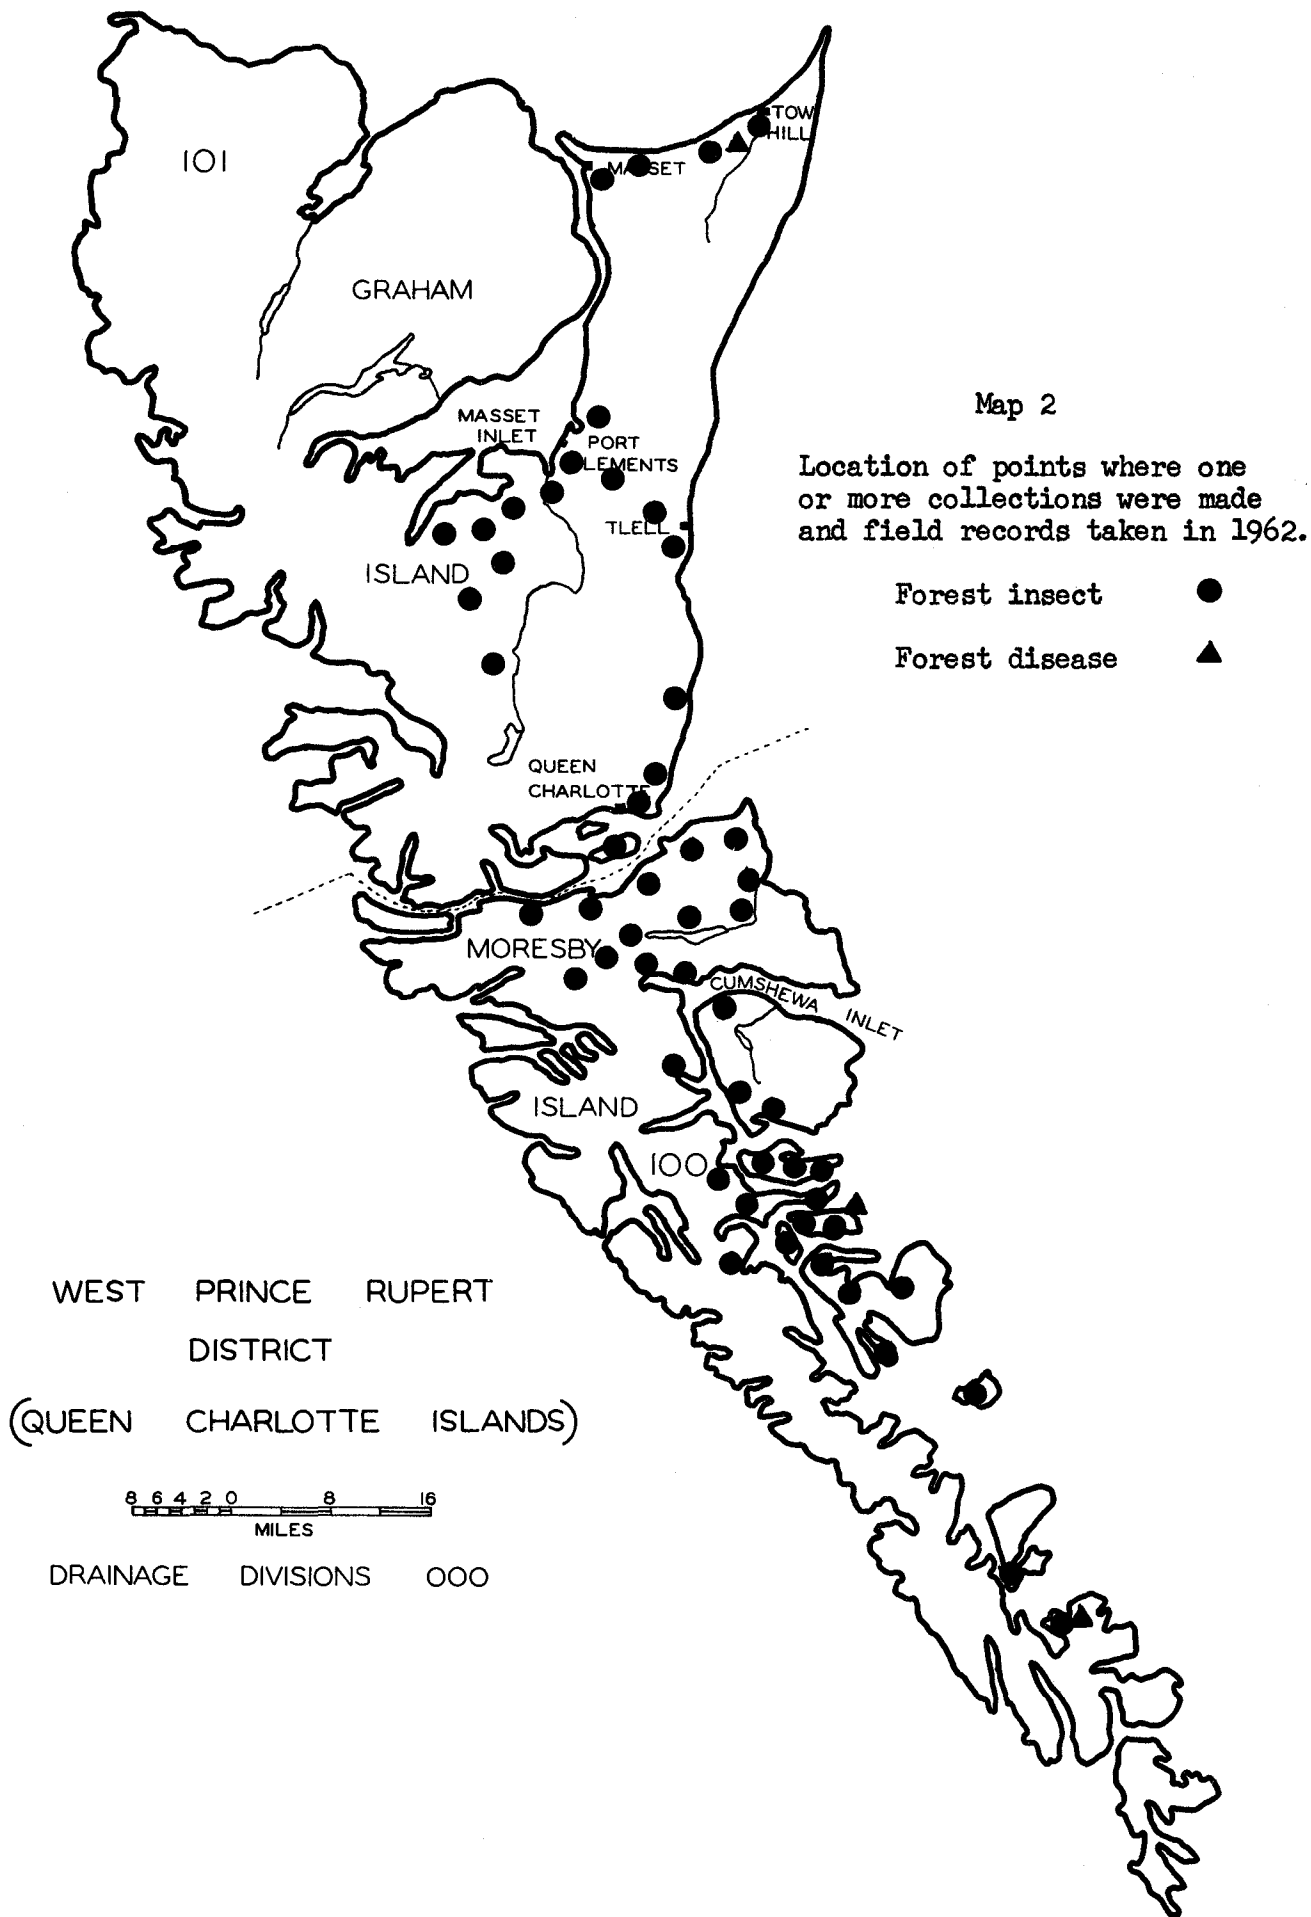 TOW
HILL
101
MASSET
GRAHAM
Map 2
MASSET
INLET
PORT
CLEMENTS
Location of points where one
or more collections were made
and field records taken in 1962.
TLELL
ISLAND
Forest insect
Forest disease
QUEEN
CHARLOTTE
MORESBY
CUMSHEWA INLET
ISLAND
100
WEST PRINCE RUPERT
DISTRICT
(QUEEN CHARLOTTE ISLANDS)
8 6 4 2 0 8 16
MILES
DRAINAGE DIVISIONS 000